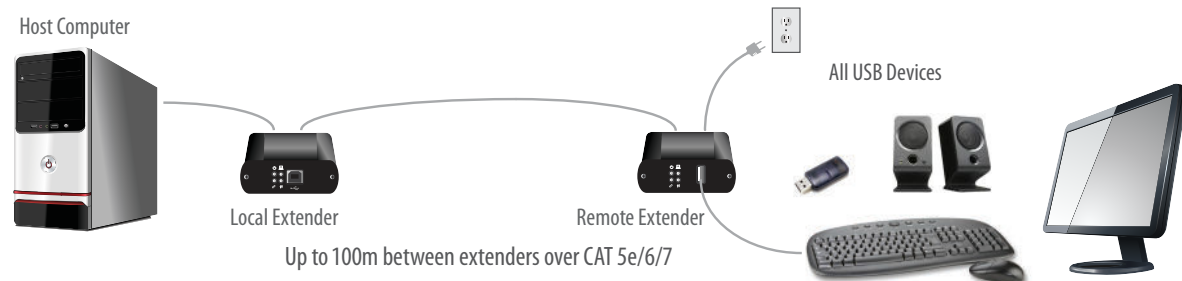 Host Computer
All USB Devices
Local Extender
Remote Extender
Up to 100m between extenders over CAT 5e/6/7